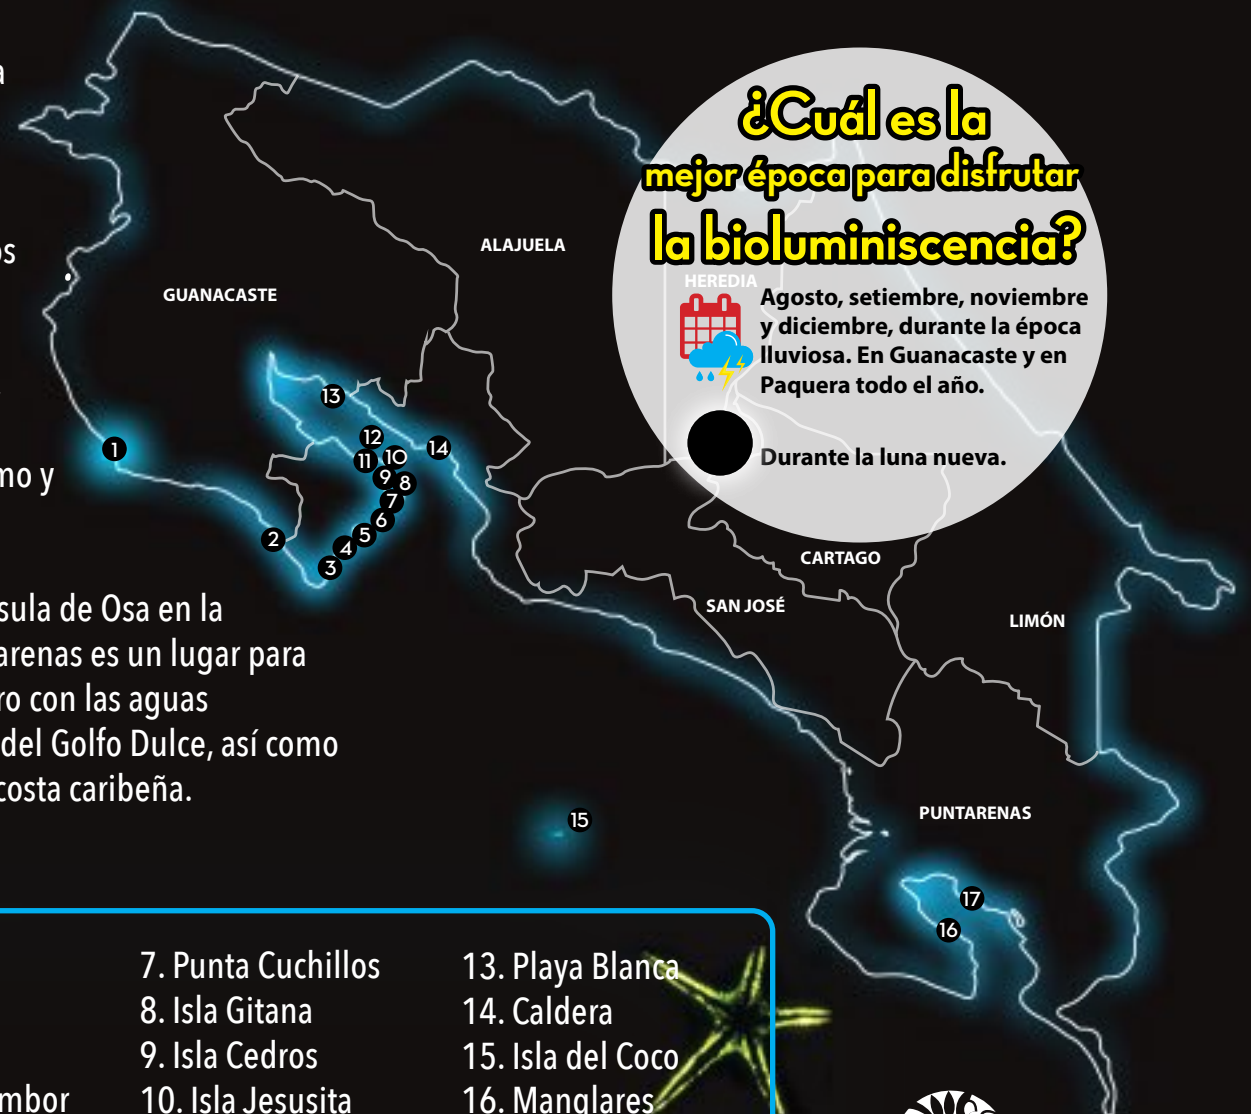 a
os
mo y
sula de Osa en la
arenas es un lugar para
ro con las aguas
del Golfo Dulce, así como
costa caribeña.
¿Cuál es la
mejor época para disfrutar
la bioluminiscencia?
Agosto, setiembre, noviembre
y diciembre, durante la época
lluviosa. En Guanacaste y en
Paquera todo el año.
Durante la luna nueva.
GUANACASTE
ALAJUELA
HEREDIA
CARTAGO
SAN JOSÉ
LIMÓN
PUNTARENAS
1
2
3
4
5
6
7
8
9
10
11
12
13
14
15
16
17
mbor
7. Punta Cuchillos
8. Isla Gitana
9. Isla Cedros
10. Isla Jesusita
13. Playa Blanca
14. Caldera
15. Isla del Coco
16. Manglares